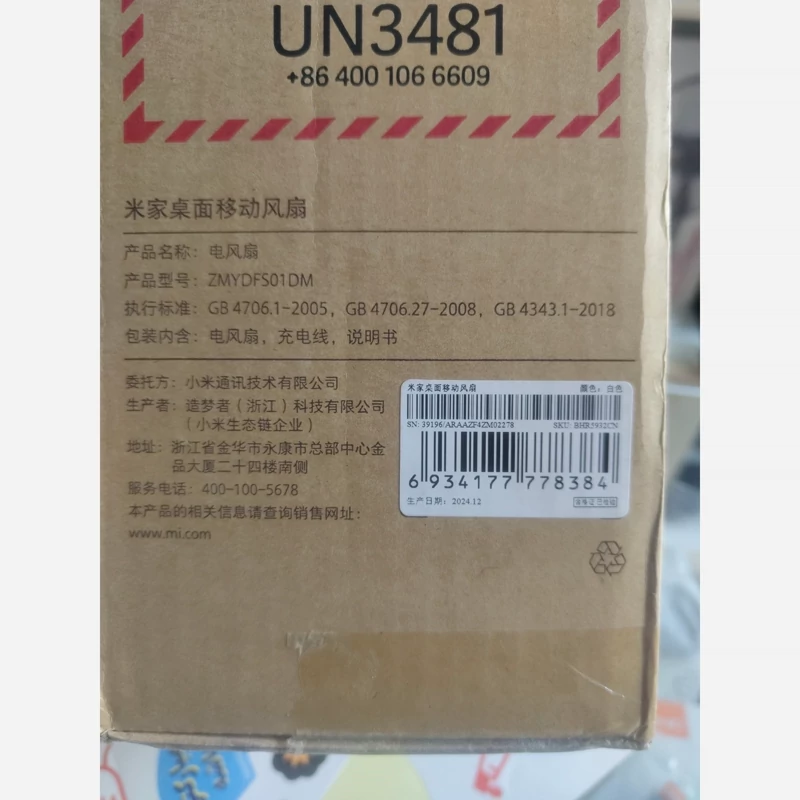 UN3481
+86 400 106 6609
米家桌面移动风扇
产品名称：电风扇
产品型号：ZMYDFS01DM
执行标准：GB 4706.1-2005，GB 4706.27-2008，GB 4343.1-2018
包装内含：电风扇，充电线，说明书
委托方：小米通讯技术有限公司
生产者：造梦者（浙江）科技有限公司
（小米生态链企业）
地址：浙江省金华市永康市总部中心金
品大厦二十四楼南侧
服务电话：400-100-5678
本产品的相关信息请查询销售网址：
www.mi.com
米家桌面移动风扇 颜色：白色
SN: 39196/ARAAZF4ZM02278 SKU: BHR5932CN
6 934177 778384
生产日期：2024.12